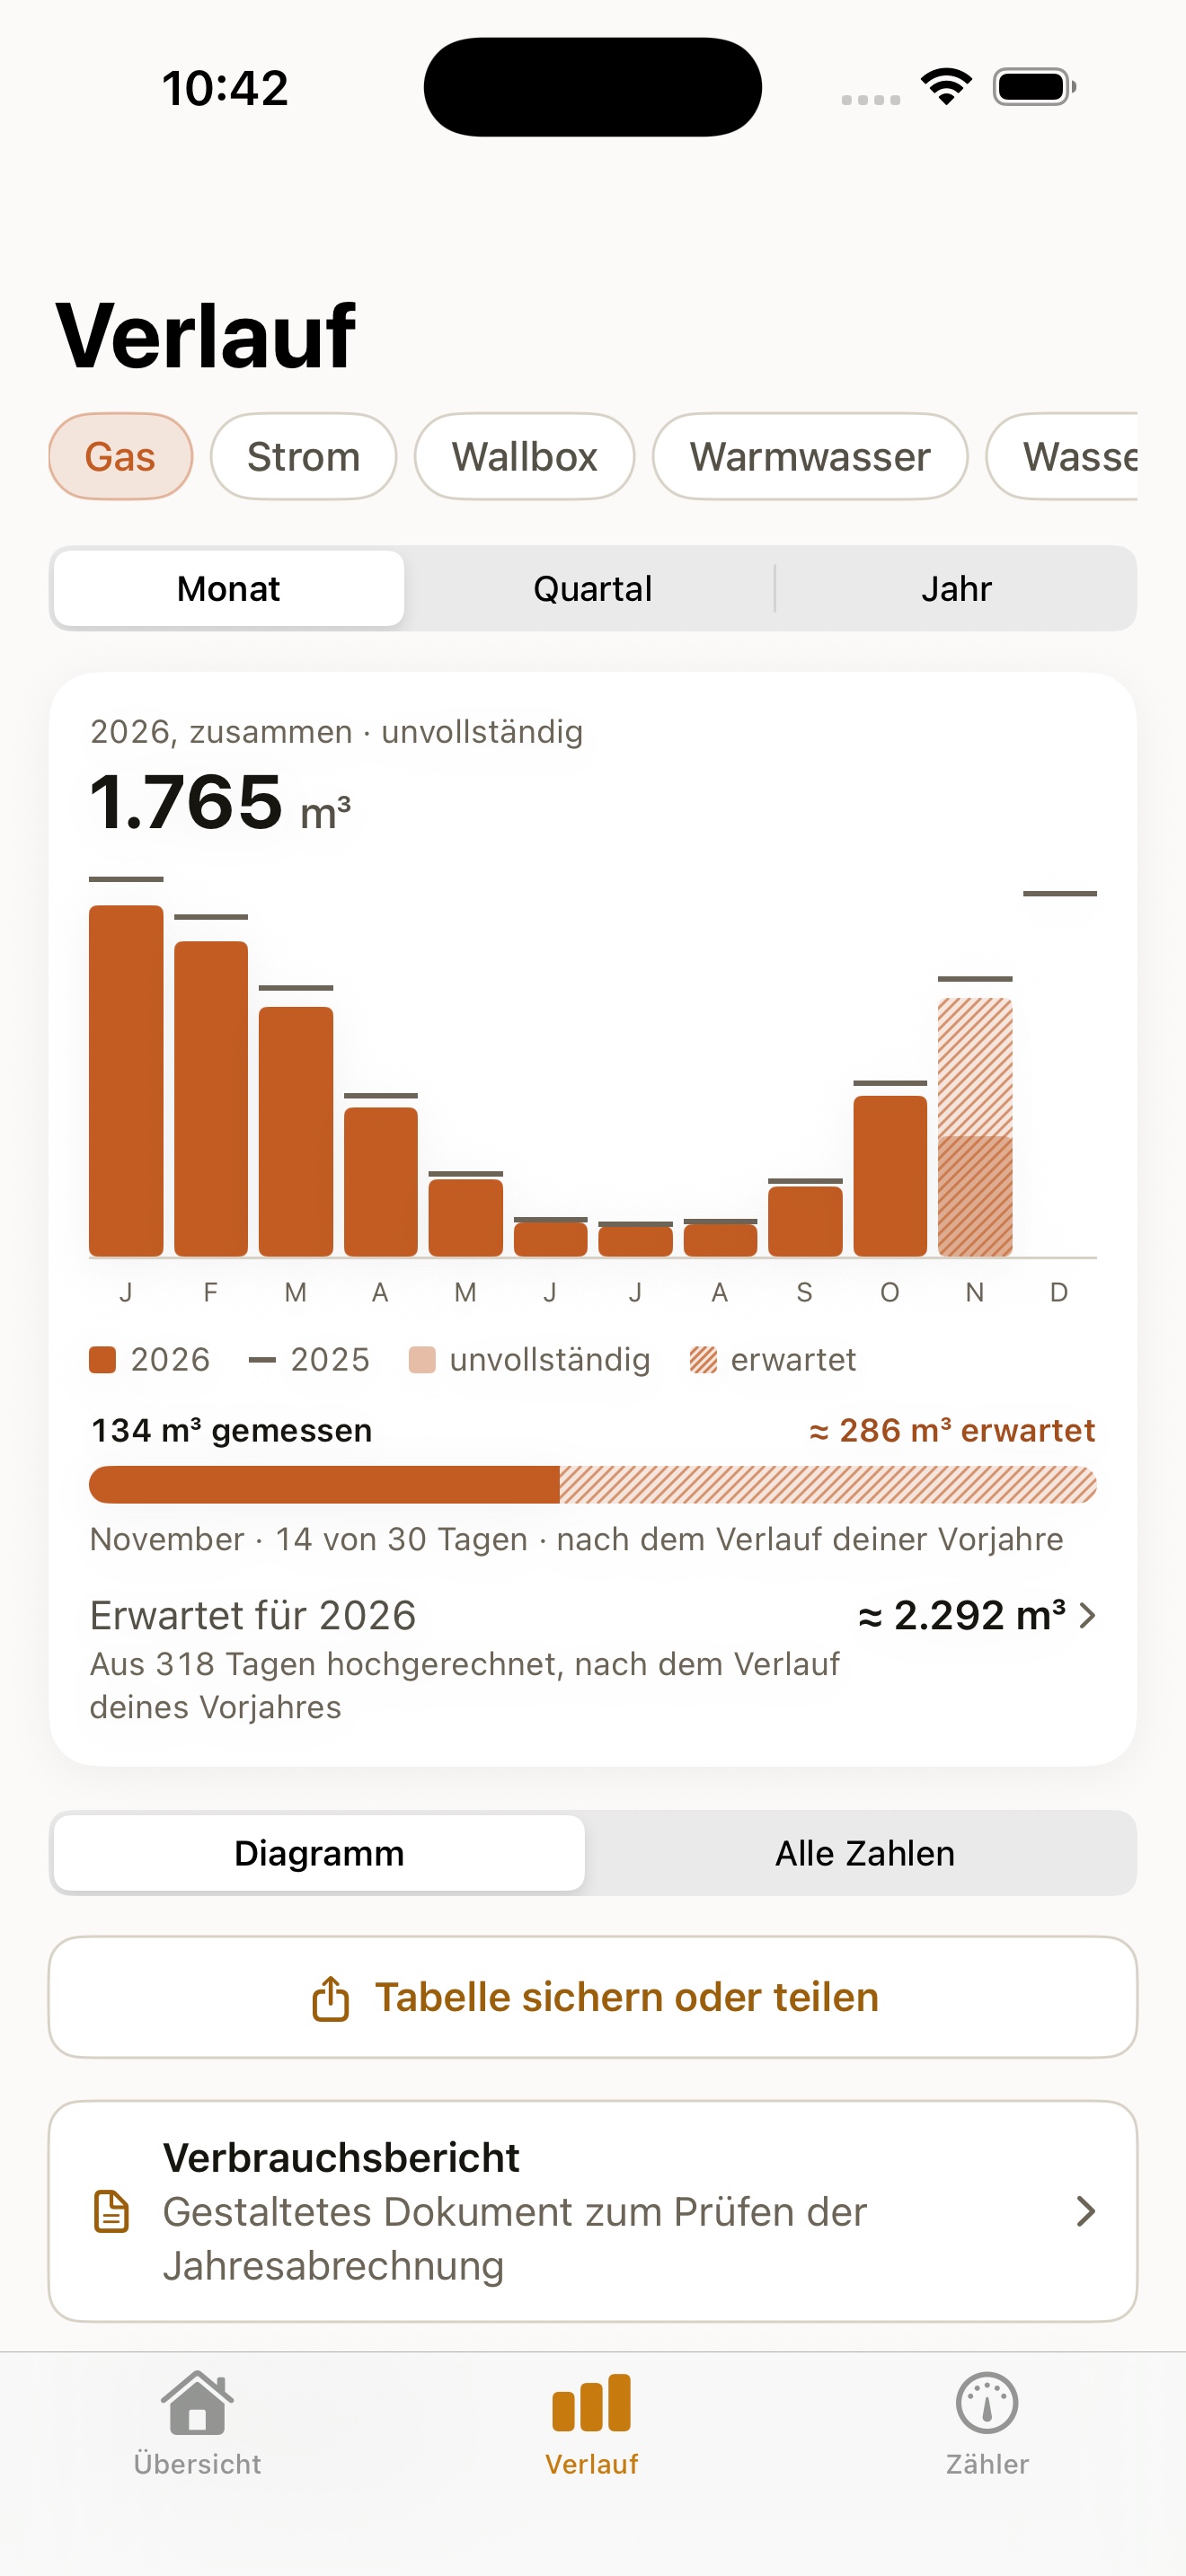 10:42
Verlauf
Gas Strom Wallbox Warmwasser Wasse
Monat Quartal Jahr
2026, zusammen · unvollständig
1.765 m³
J F M A M J J A S O N D
2026 2025 unvollständig erwartet
134 m³ gemessen ≈ 286 m³ erwartet
November · 14 von 30 Tagen · nach dem Verlauf deiner Vorjahre
Erwartet für 2026 ≈ 2.292 m³
Aus 318 Tagen hochgerechnet, nach dem Verlauf
deines Vorjahres
Diagramm Alle Zahlen
Tabelle sichern oder teilen
Verbrauchsbericht
Gestaltetes Dokument zum Prüfen der
Jahresabrechnung
Übersicht Verlauf Zähler